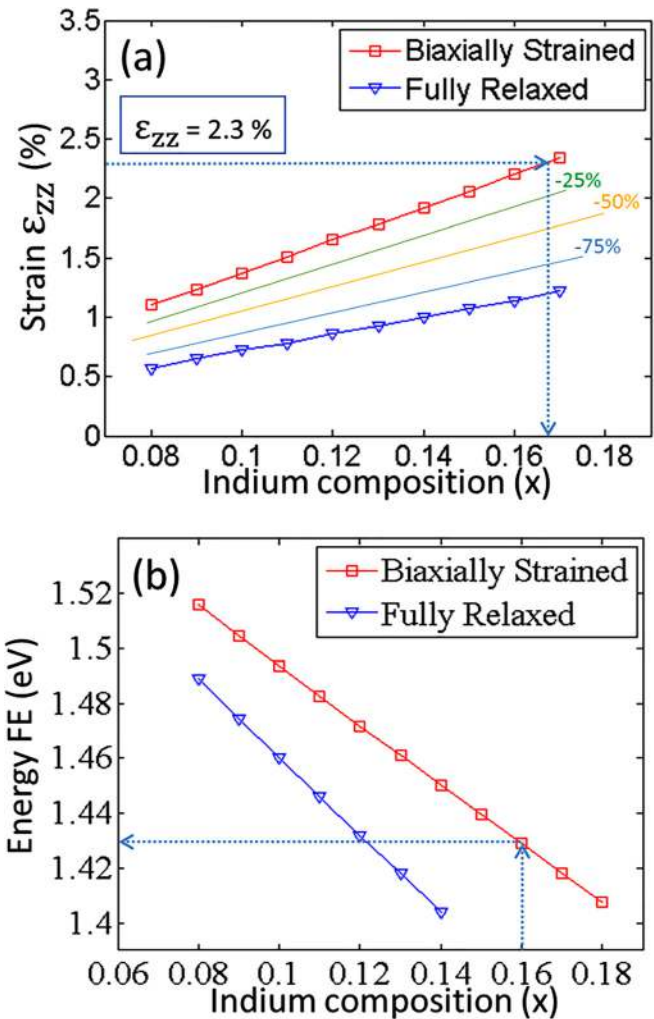 3.5
(a)
Biaxially Strained
Fully Relaxed
3
2.5
εzz = 2.3 %
2
-25%
-50%
1.5
-75%
1
0.5
0
Strain εzz (%)
0.08 0.1 0.12 0.14 0.16 0.18
Indium composition (x)
(b)
Biaxially Strained
Fully Relaxed
1.52
1.5
1.48
1.46
1.44
1.42
1.4
Energy FE (eV)
0.06 0.08 0.1 0.12 0.14 0.16 0.18
Indium composition (x)